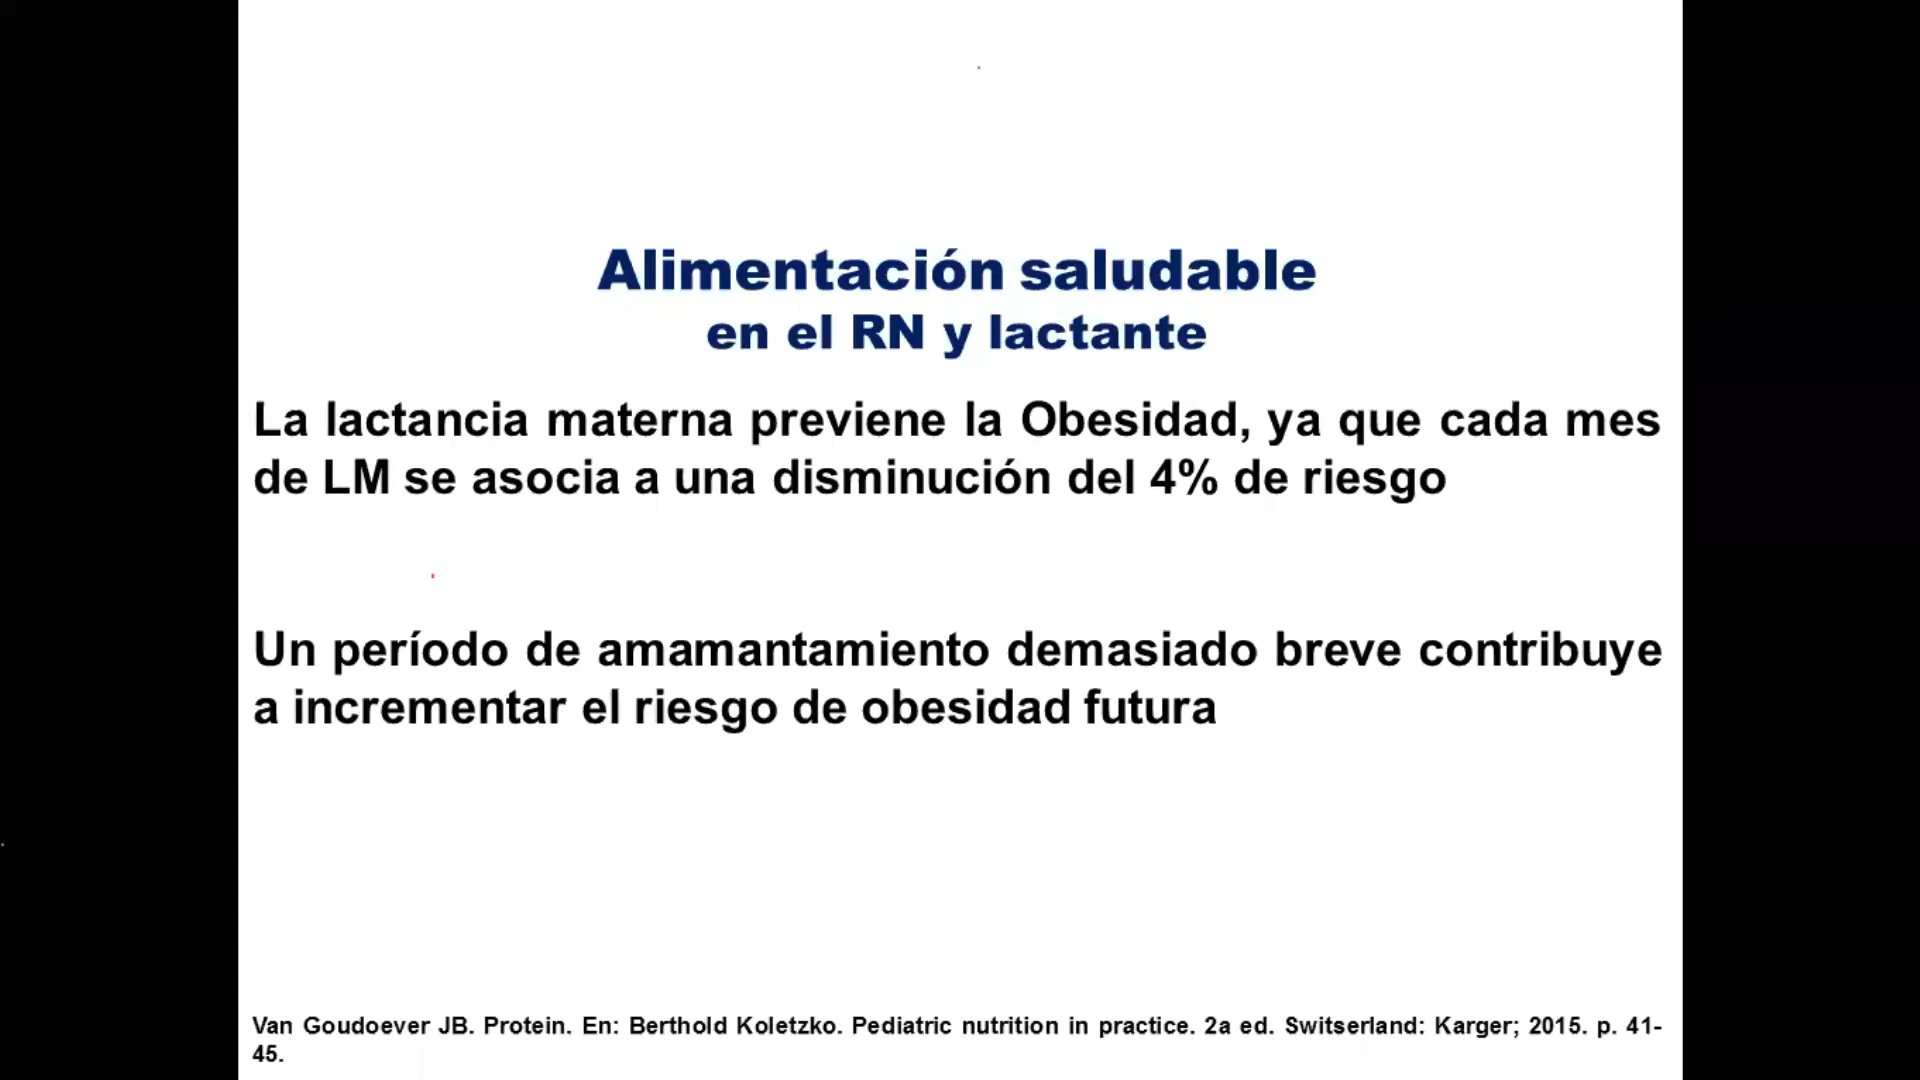 Alimentación saludable
en el RN y lactante
La lactancia materna previene la Obesidad, ya que cada mes
de LM se asocia a una disminución del 4% de riesgo
Un período de amamantamiento demasiado breve contribuye
a incrementar el riesgo de obesidad futura
Van Goudoever JB. Protein. En: Berthold Koletzko. Pediatric nutrition in practice. 2a ed. Switserland: Karger; 2015. p. 41-
45.